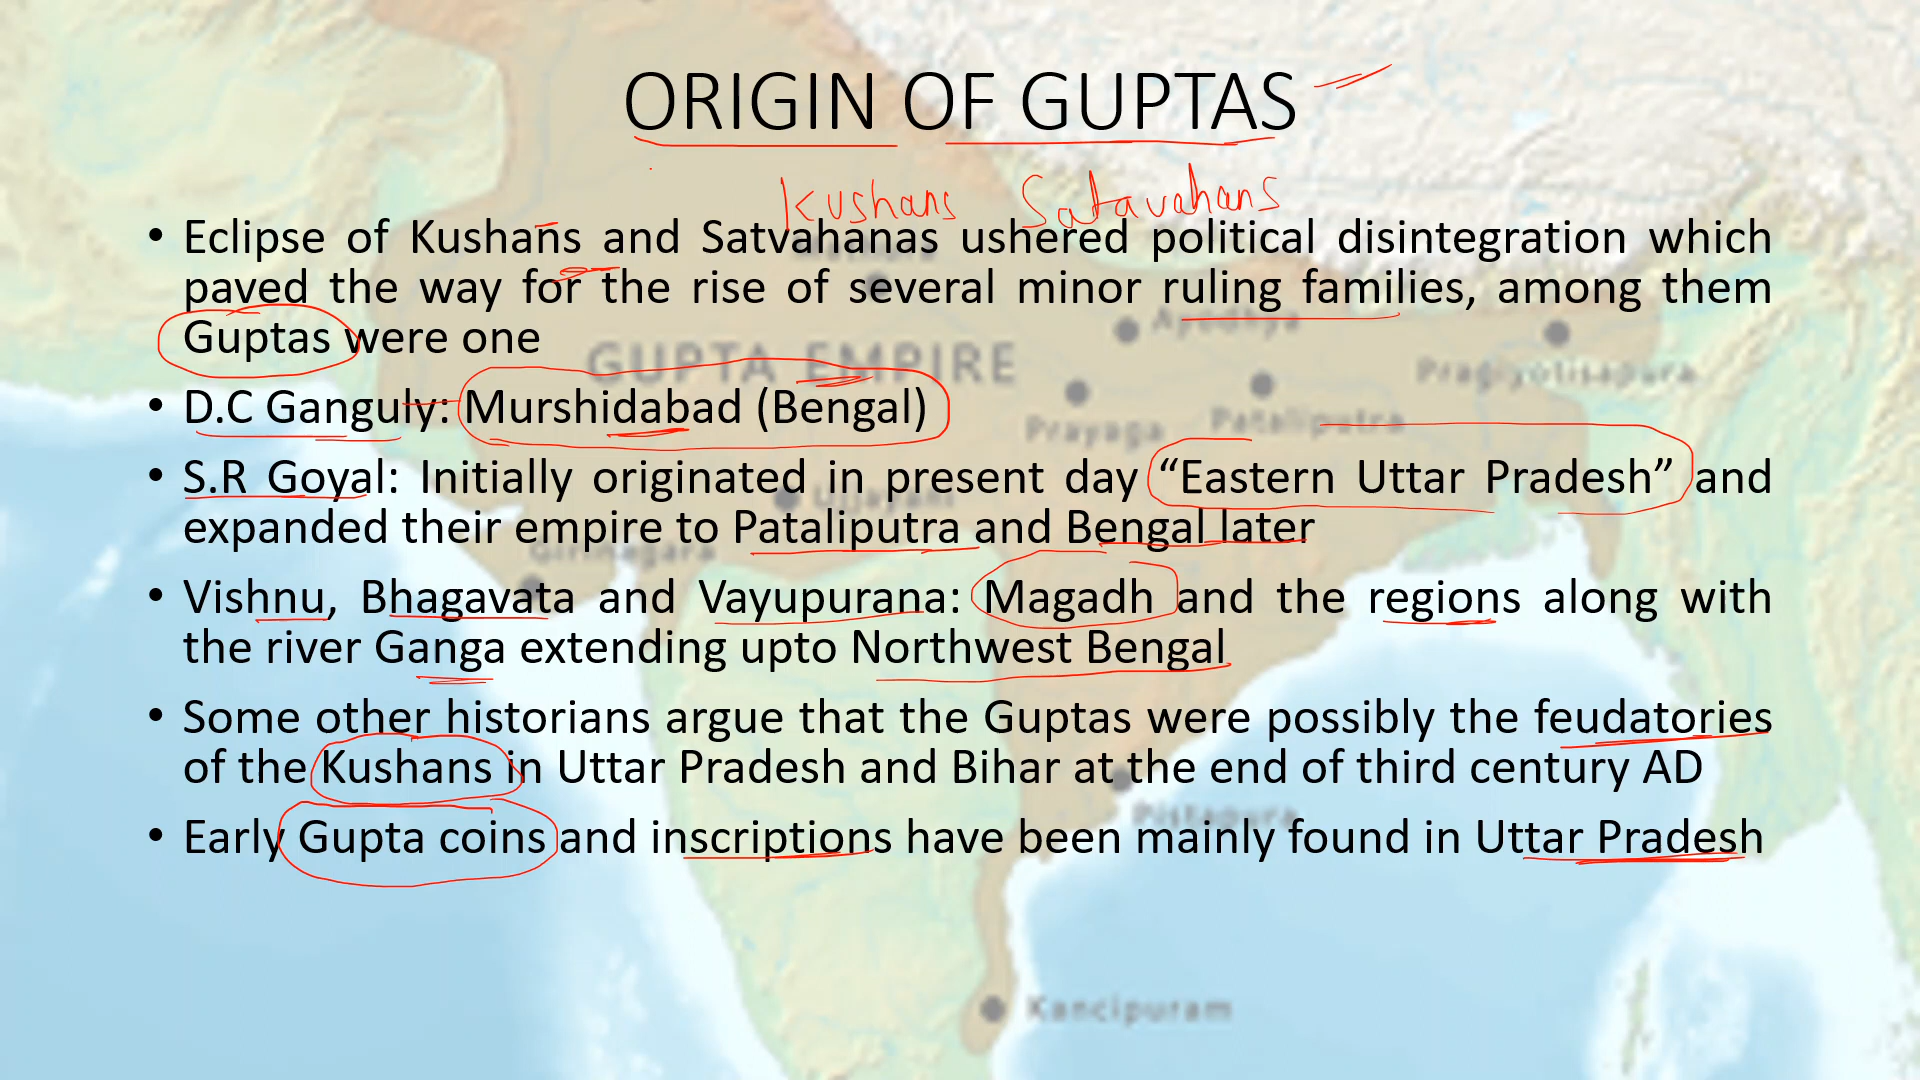 ORIGIN OF GUPTAS
Kushans Satavahans
• Eclipse of Kushans and Satvahanas ushered political disintegration which
paved the way for the rise of several minor ruling families, among them
Guptas were one
GUPTA EMPIRE
Ayodhya
Pragjyotisapura
• D.C Ganguly: Murshidabad (Bengal)
Prayaga
Pataliputra
• S.R Goyal: Initially originated in present day “Eastern Uttar Pradesh” and
Ujjayani
expanded their empire to Pataliputra and Bengal later
Girinagara
• Vishnu, Bhagavata and Vayupurana: Magadh and the regions along with
the river Ganga extending upto Northwest Bengal
• Some other historians argue that the Guptas were possibly the feudatories
of the Kushans in Uttar Pradesh and Bihar at the end of third century AD
Pistapura
• Early Gupta coins and inscriptions have been mainly found in Uttar Pradesh
Kancipuram